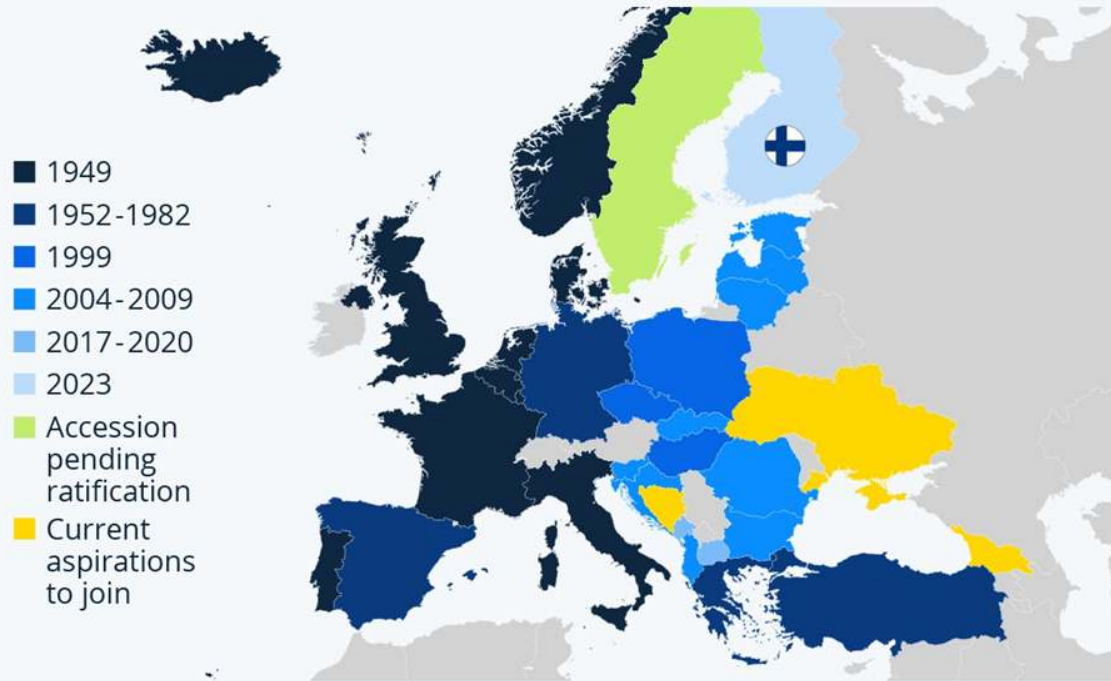 1949
1952-1982
1999
2004-2009
2017-2020
2023
Accession
pending
ratification
Current
aspirations
to join